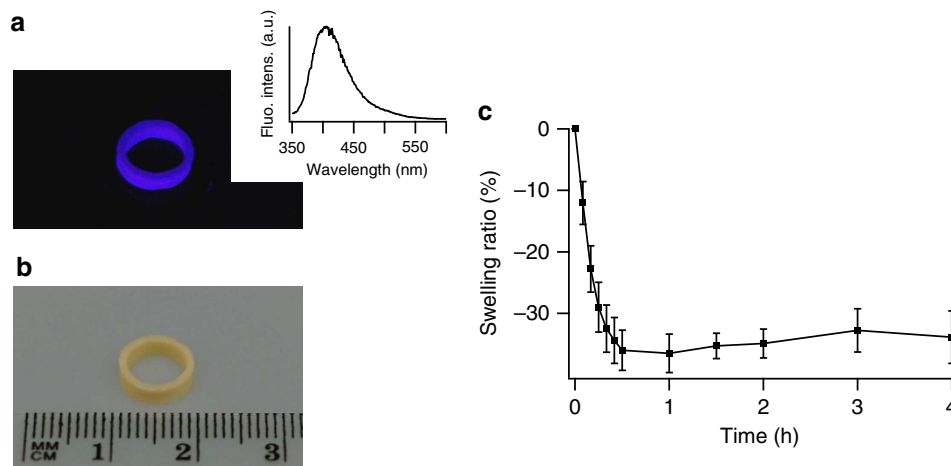 a
Fluo. intens. (a.u.)
350 450 550
Wavelength (nm)
b
MM
CM 1 2 3
c
Swelling ratio (%)
0
–10
–20
–30
0 1 2 3 4
Time (h)